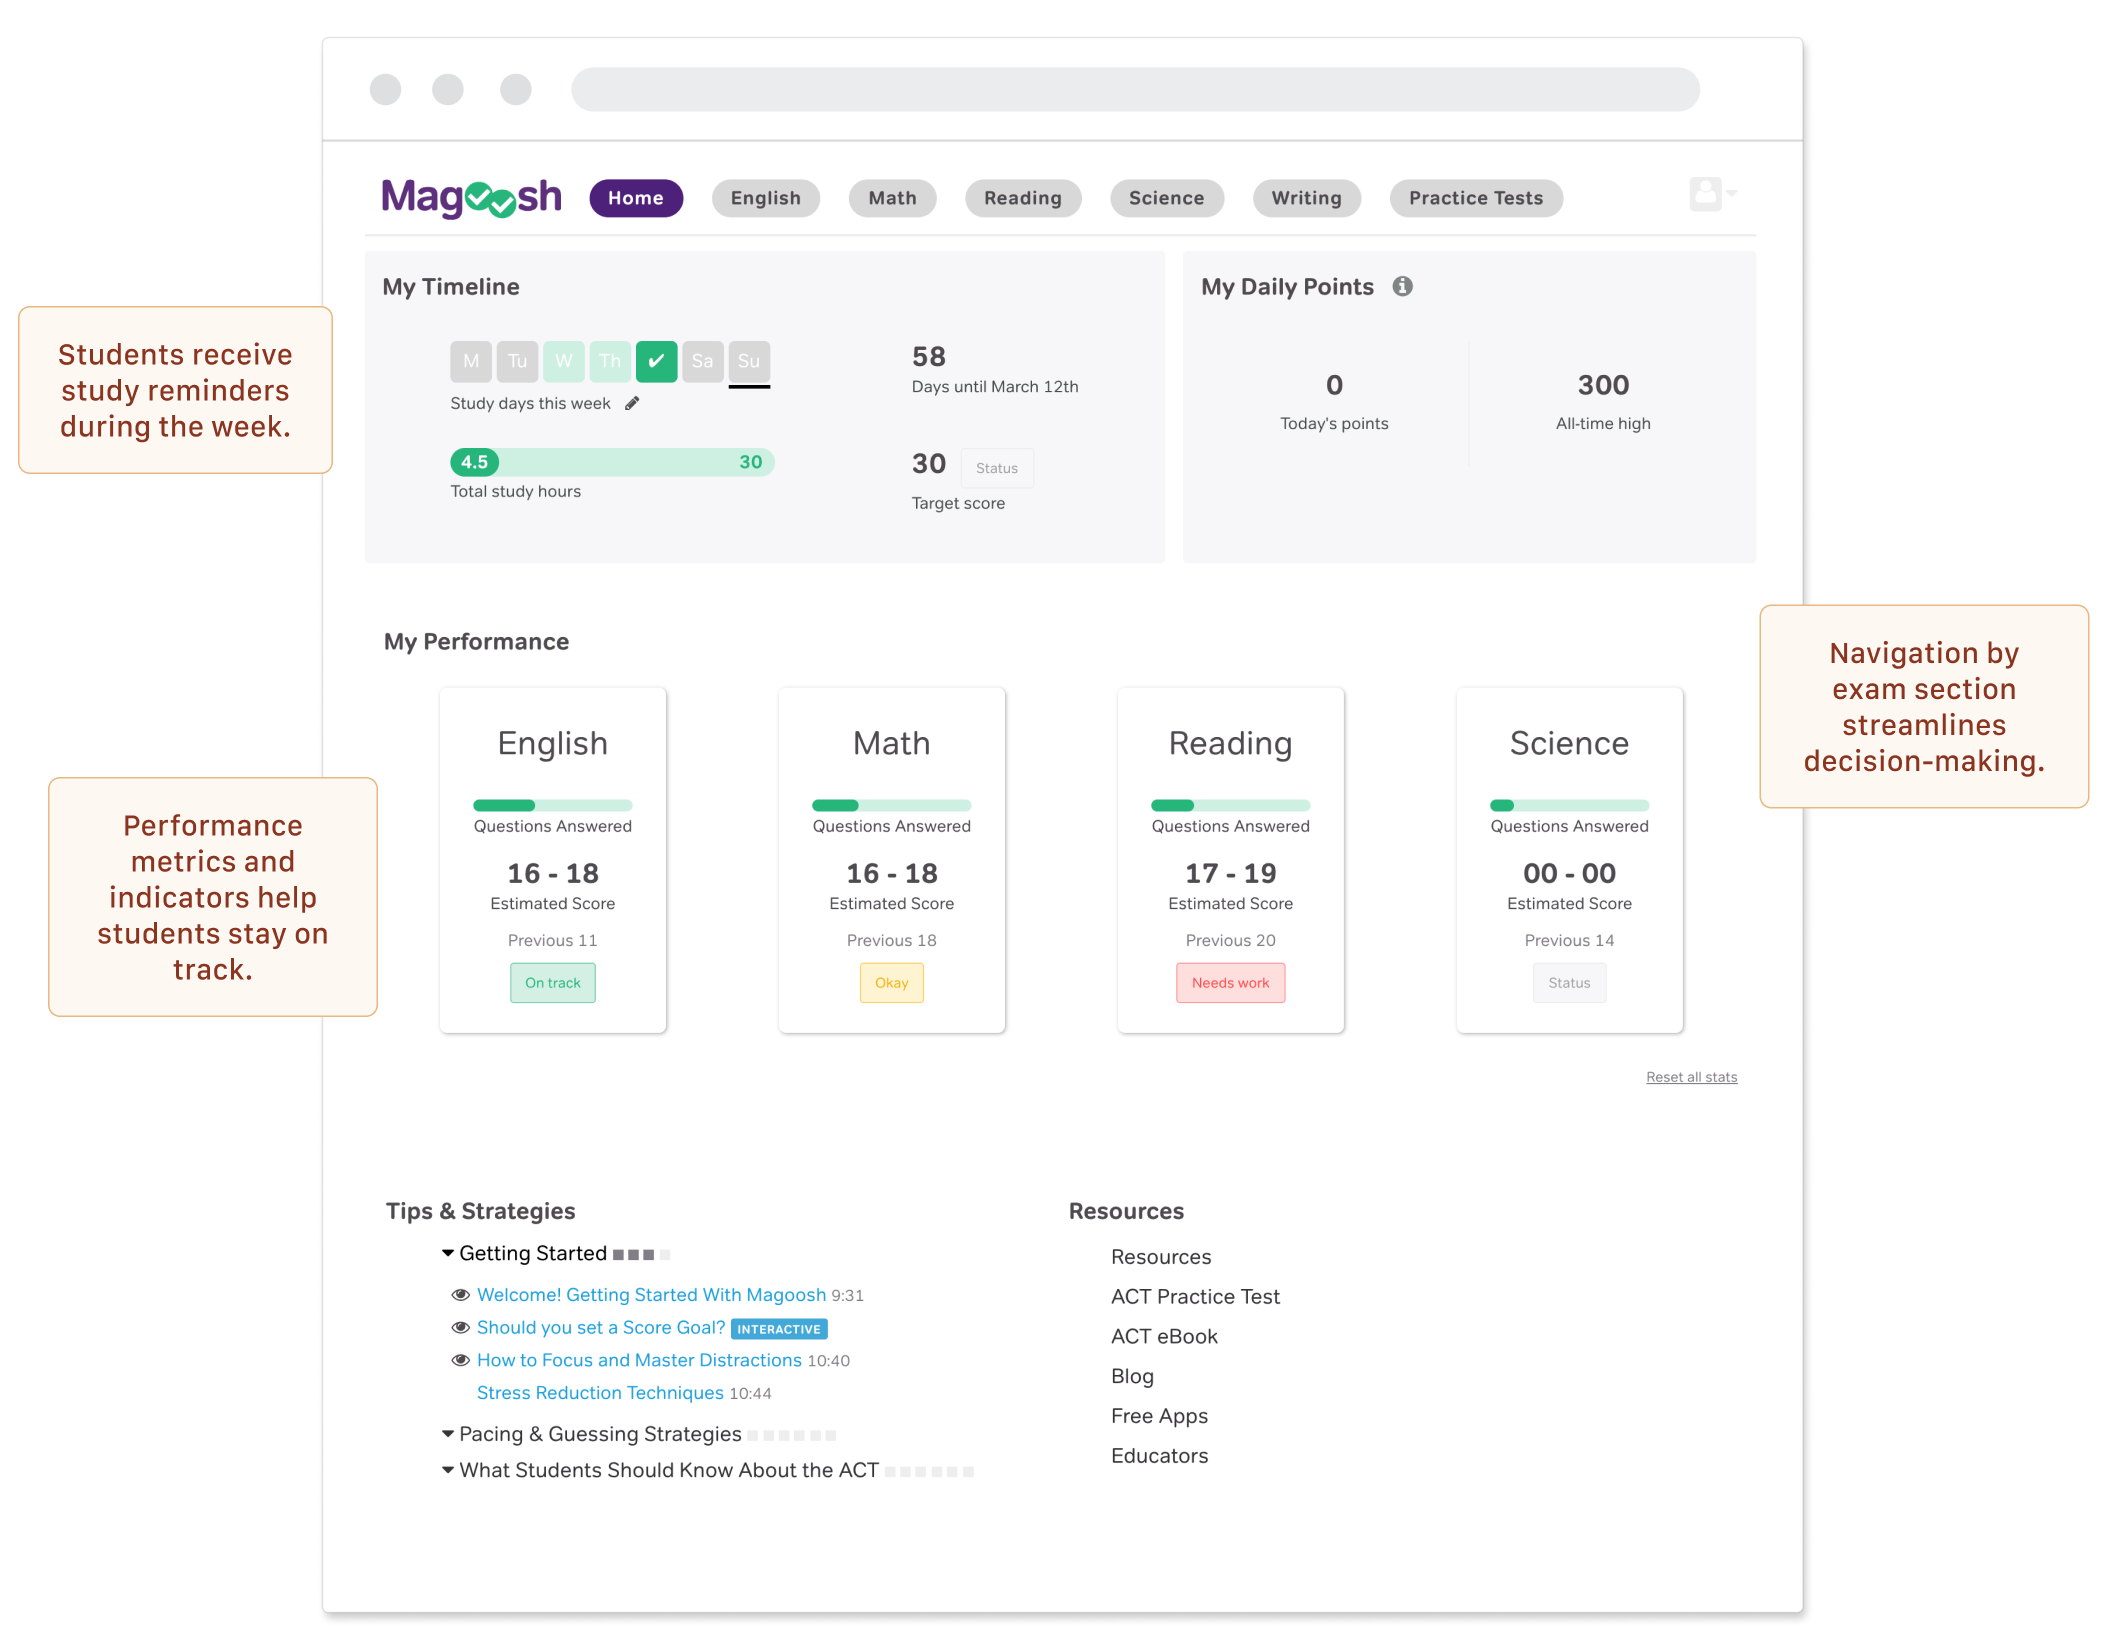 Magoosh
Home
English
Math
Reading
Science
Writing
Practice Tests
My Timeline
M Tu W Th Sa Su
Study days this week
4.5 30
Total study hours
58
Days until March 12th
30 Status
Target score
My Daily Points
0
Today's points
300
All-time high
Students receive
study reminders
during the week.
My Performance
English
Questions Answered
16 - 18
Estimated Score
Previous 11
On track
Math
Questions Answered
16 - 18
Estimated Score
Previous 18
Okay
Reading
Questions Answered
17 - 19
Estimated Score
Previous 20
Needs work
Science
Questions Answered
00 - 00
Estimated Score
Previous 14
Status
Navigation by
exam section
streamlines
decision-making.
Performance
metrics and
indicators help
students stay on
track.
Reset all stats
Tips & Strategies
Getting Started
Welcome! Getting Started With Magoosh 9:31
Should you set a Score Goal? INTERACTIVE
How to Focus and Master Distractions 10:40
Stress Reduction Techniques 10:44
Pacing & Guessing Strategies
What Students Should Know About the ACT
Resources
Resources
ACT Practice Test
ACT eBook
Blog
Free Apps
Educators